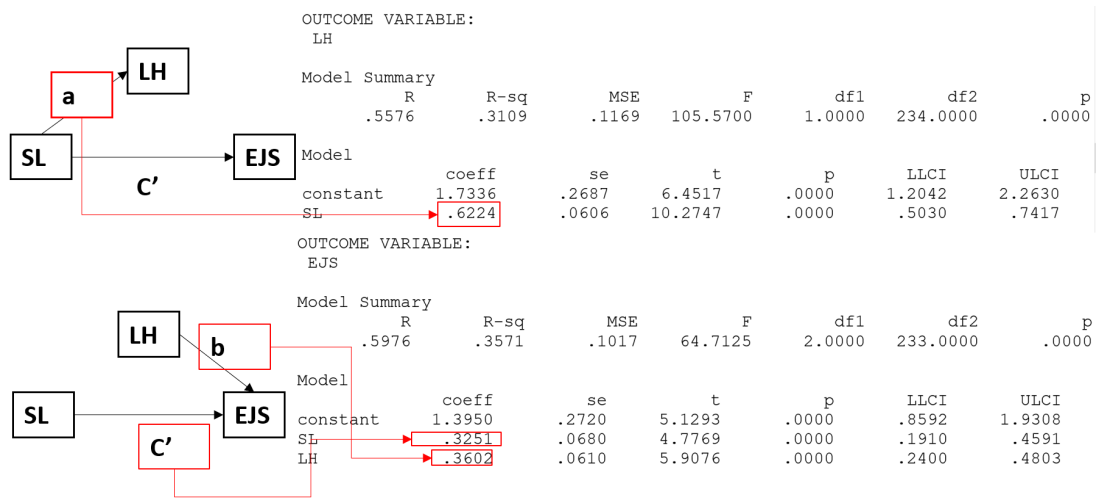 OUTCOME VARIABLE:
LH
LH
Model Summary
R R-sq MSE F df1 df2 p
.5576 .3109 .1169 105.5700 1.0000 234.0000 .0000
a
SL
EJS
C’
Model
coeff se t p LLCI ULCI
constant 1.7336 .2687 6.4517 .0000 1.2042 2.2630
SL .6224 .0606 10.2747 .0000 .5030 .7417
OUTCOME VARIABLE:
EJS
Model Summary
R R-sq MSE F df1 df2 p
.5976 .3571 .1017 64.7125 2.0000 233.0000 .0000
LH
b
SL
EJS
C’
Model
coeff se t p LLCI ULCI
constant 1.3950 .2720 5.1293 .0000 .8592 1.9308
SL .3251 .0680 4.7769 .0000 .1910 .4591
LH .3602 .0610 5.9076 .0000 .2400 .4803